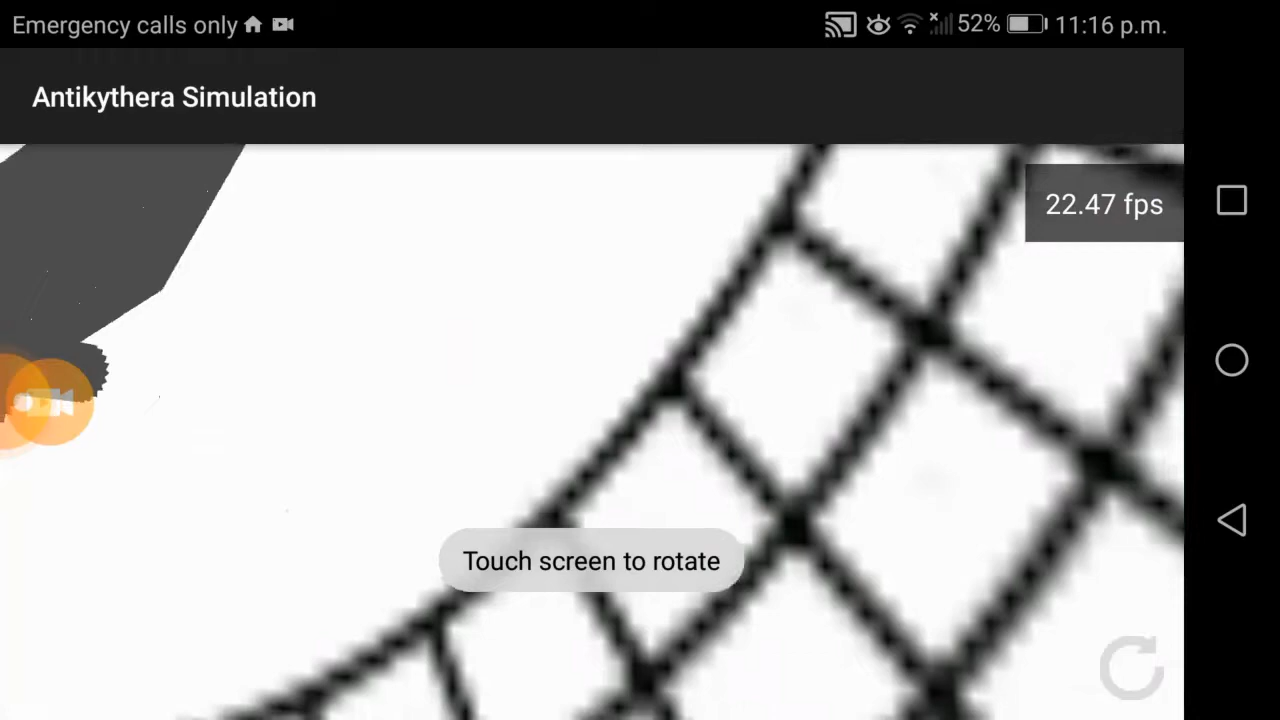 Emergency calls only
52% 11:16 p.m.
Antikythera Simulation
22.47 fps
Touch screen to rotate